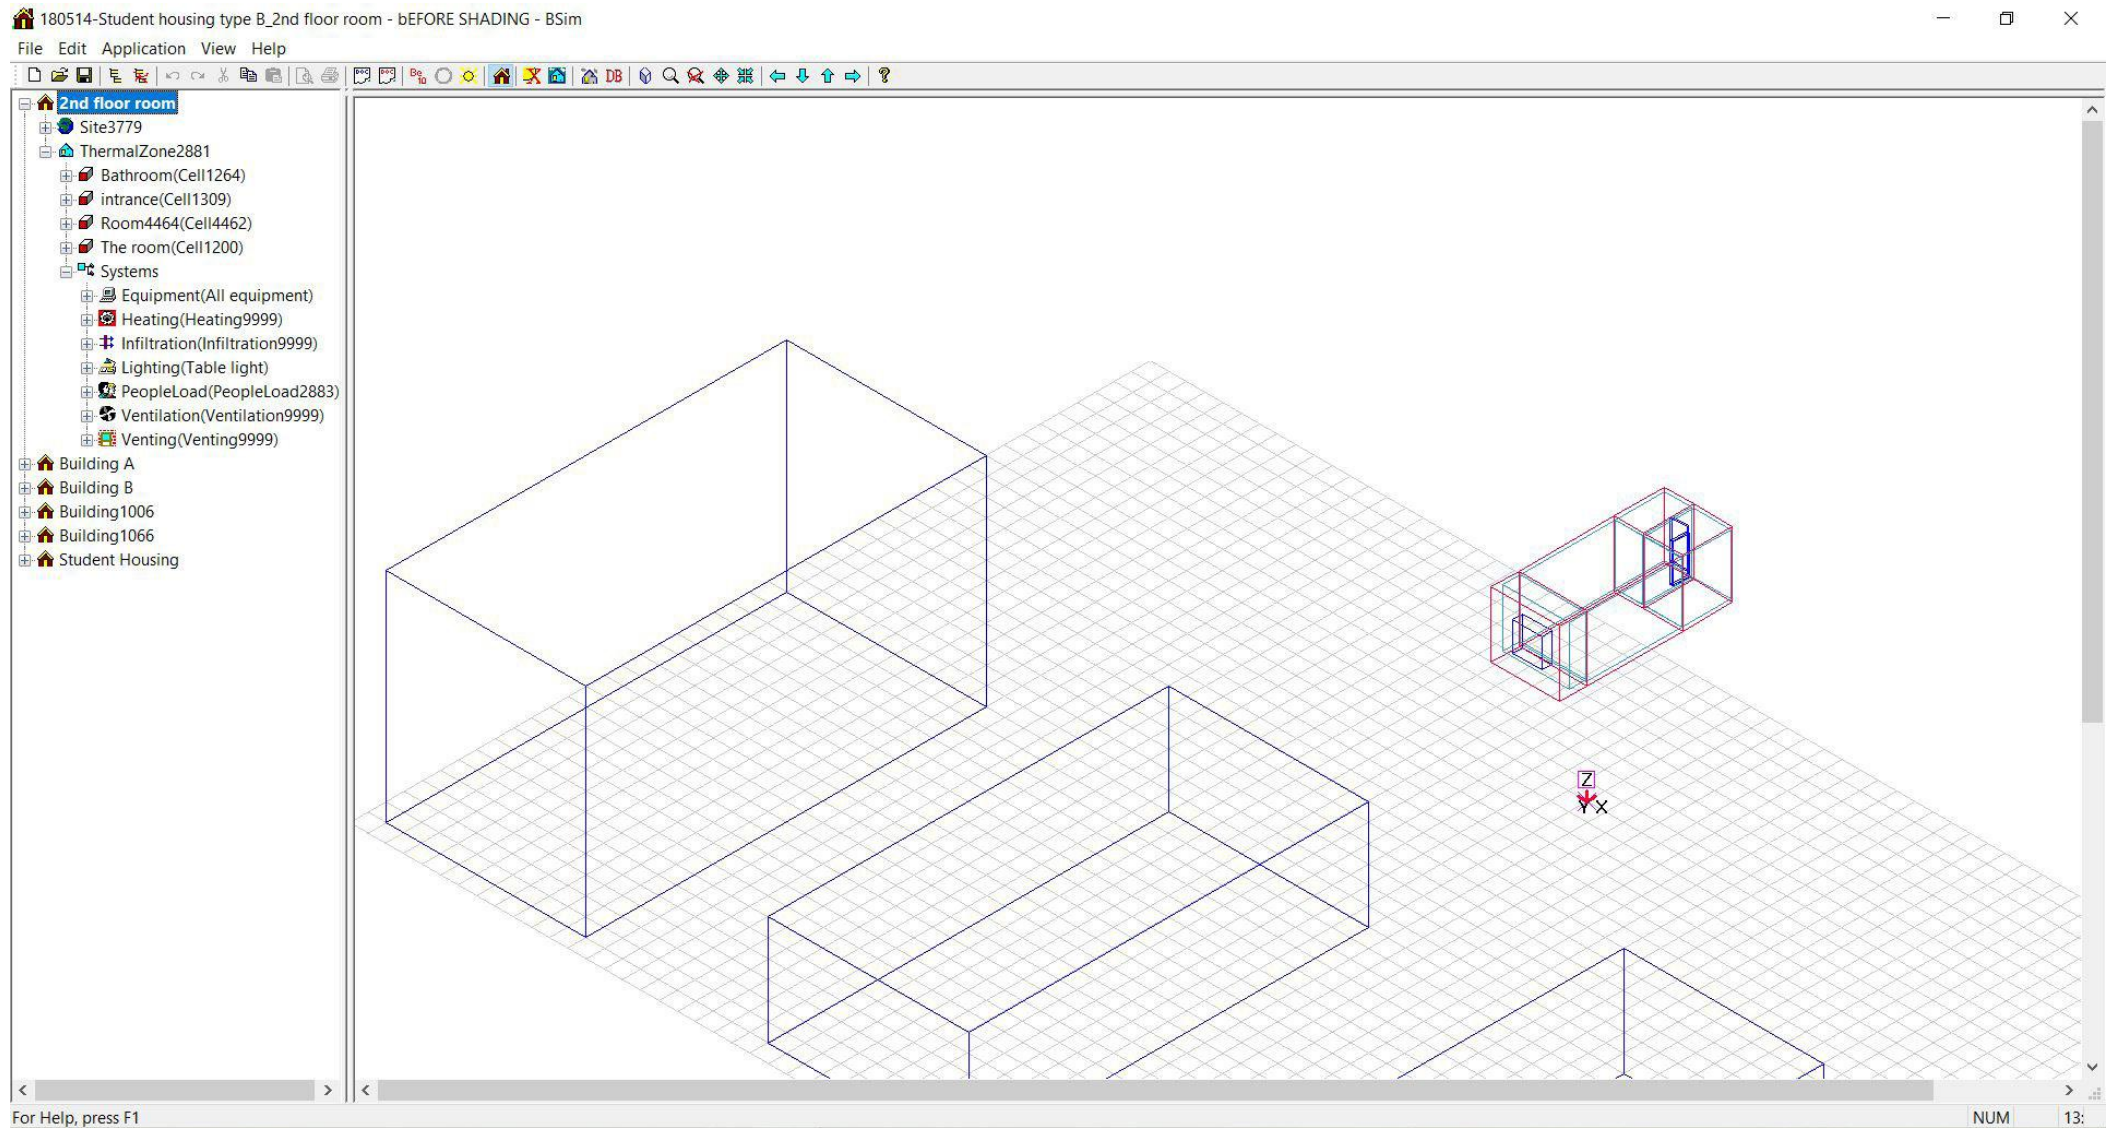 180514-Student housing type B_2nd floor room - bEFORE SHADING - BSim
File Edit Application View Help
Be 10 DB ?
2nd floor room
Site3779
ThermalZone2881
Bathroom(Cell1264)
intrance(Cell1309)
Room4464(Cell4462)
The room(Cell1200)
Systems
Equipment(All equipment)
Heating(Heating9999)
Infiltration(Infiltration9999)
Lighting(Table light)
PeopleLoad(PeopleLoad2883)
Ventilation(Ventilation9999)
Venting(Venting9999)
Building A
Building B
Building1006
Building1066
Student Housing
Z
Y X
For Help, press F1 NUM 13: